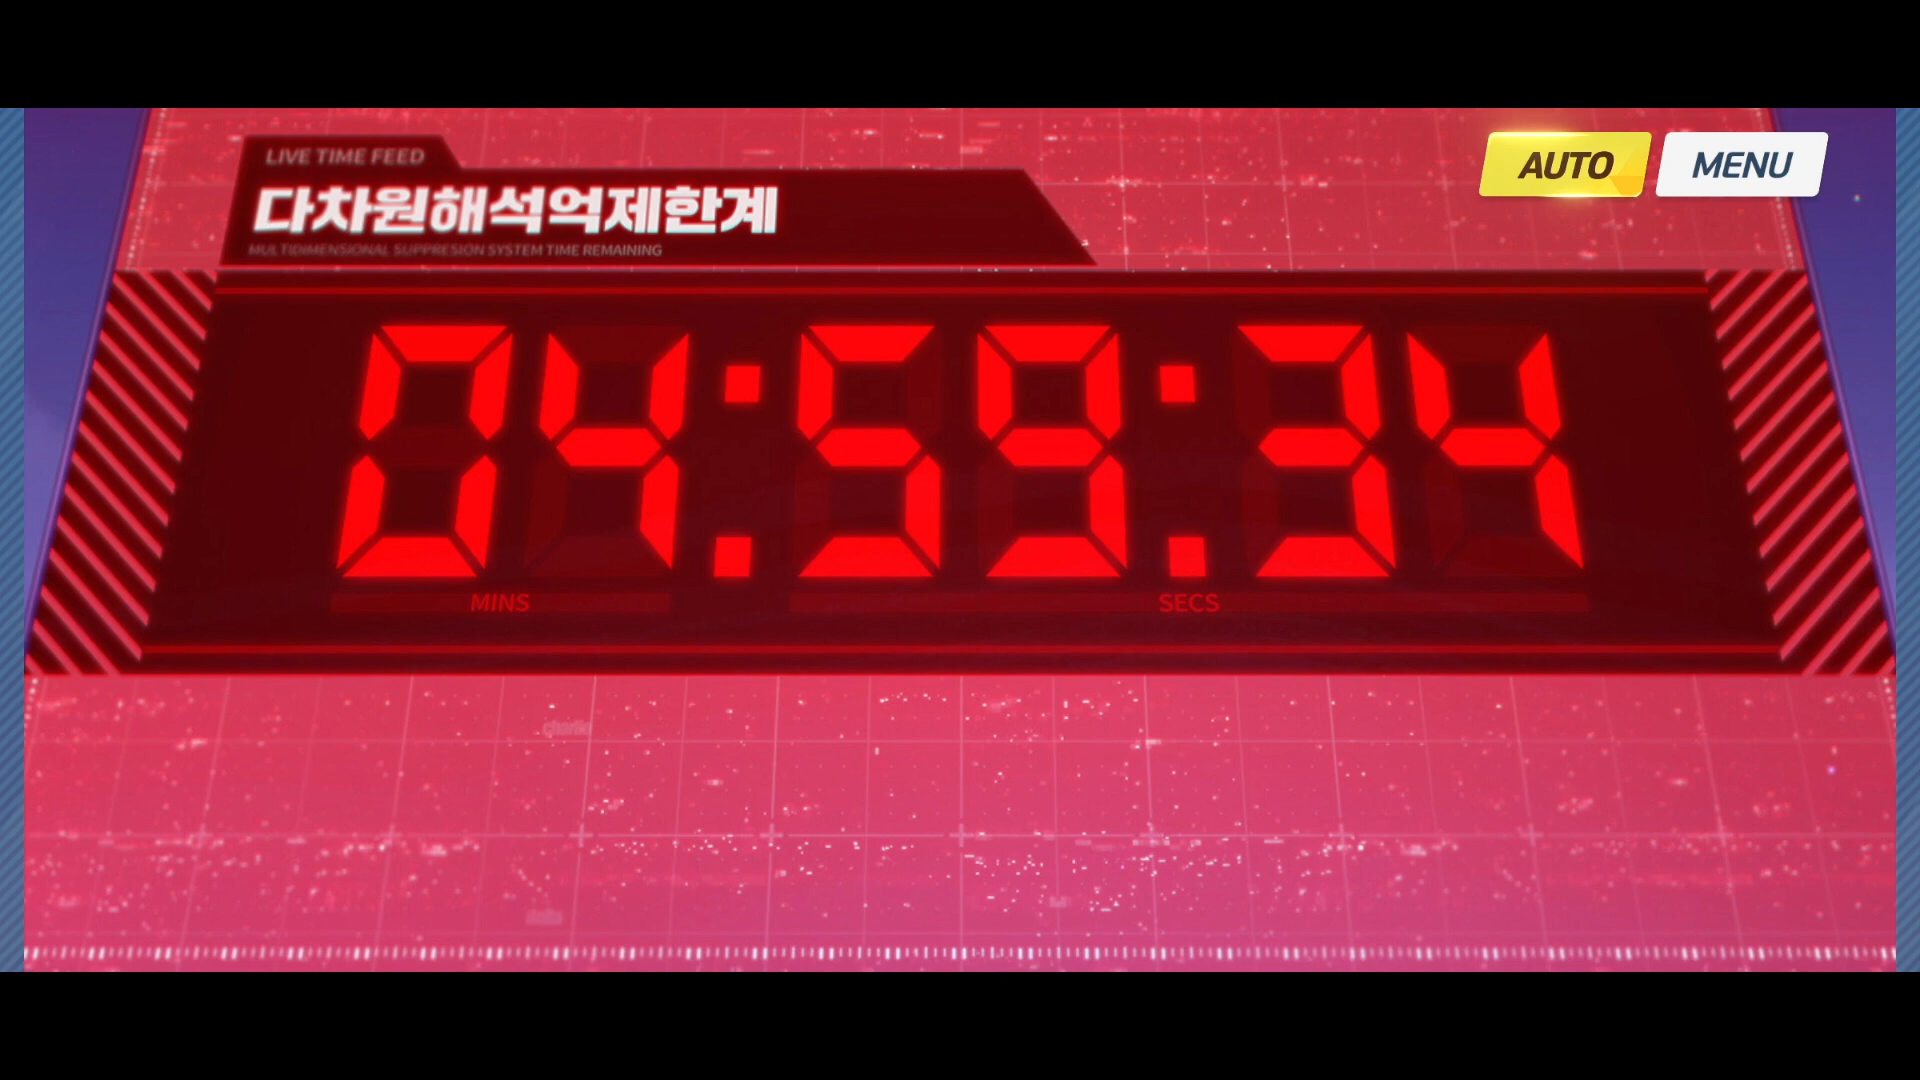 LIVE TIME FEED
AUTO
MENU
다차원해석억제한계
MULTIDIMENSIONAL SUPPRESION SYSTEM TIME REMAINING
04:59:34
MINS
SECS